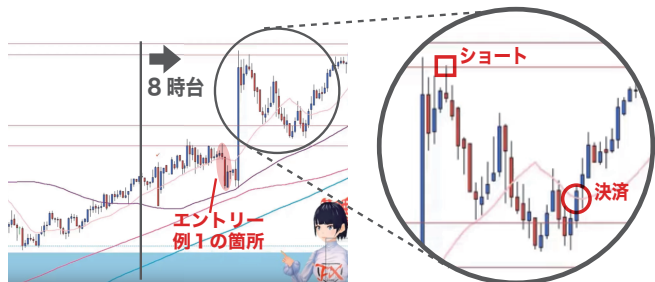 8時台
エントリー
例1の箇所
FX
ショート
決済